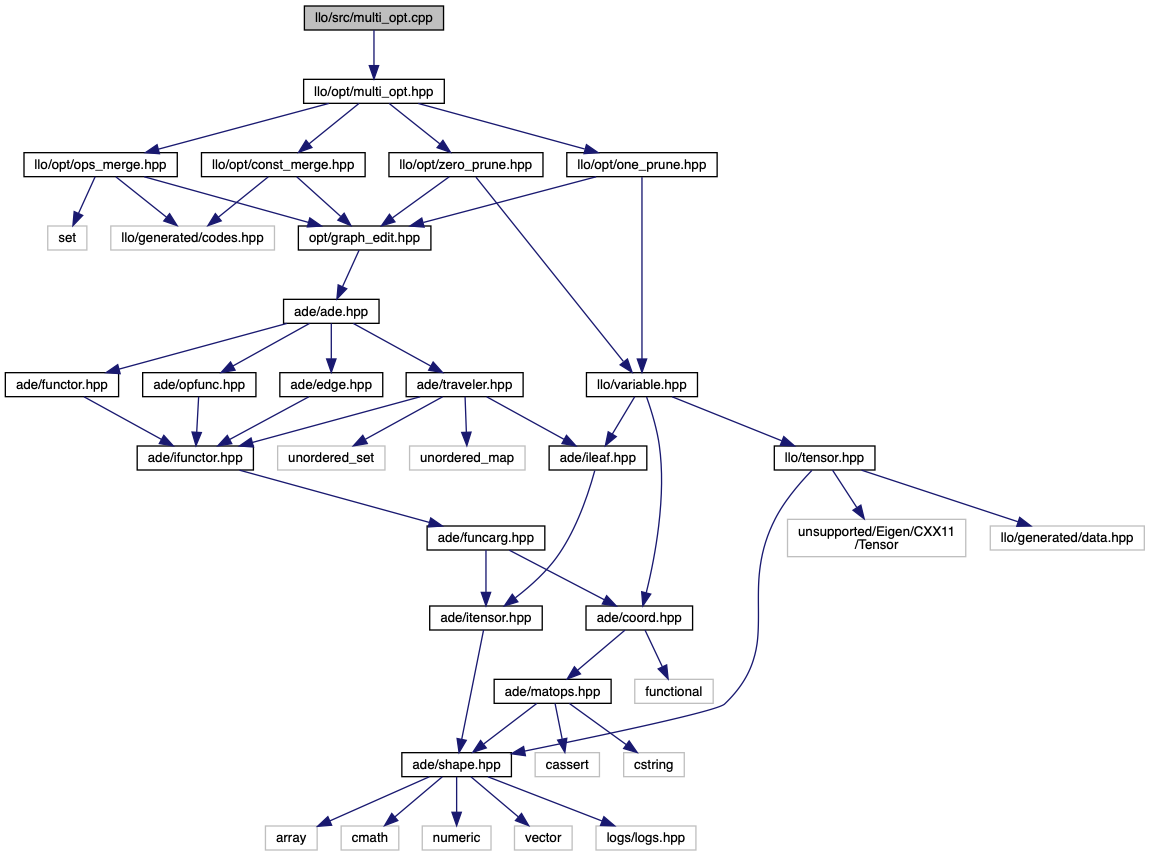 llo/src/multi_opt.cpp
llo/opt/multi_opt.hpp
llo/opt/ops_merge.hpp
llo/opt/const_merge.hpp
llo/opt/zero_prune.hpp
llo/opt/one_prune.hpp
set
llo/generated/codes.hpp
opt/graph_edit.hpp
ade/ade.hpp
ade/functor.hpp
ade/opfunc.hpp
ade/edge.hpp
ade/traveler.hpp
llo/variable.hpp
ade/ifunctor.hpp
unordered_set
unordered_map
ade/ileaf.hpp
llo/tensor.hpp
ade/funcarg.hpp
unsupported/Eigen/CXX11
/Tensor
llo/generated/data.hpp
ade/itensor.hpp
ade/coord.hpp
ade/matops.hpp
functional
ade/shape.hpp
cassert
cstring
array
cmath
numeric
vector
logs/logs.hpp